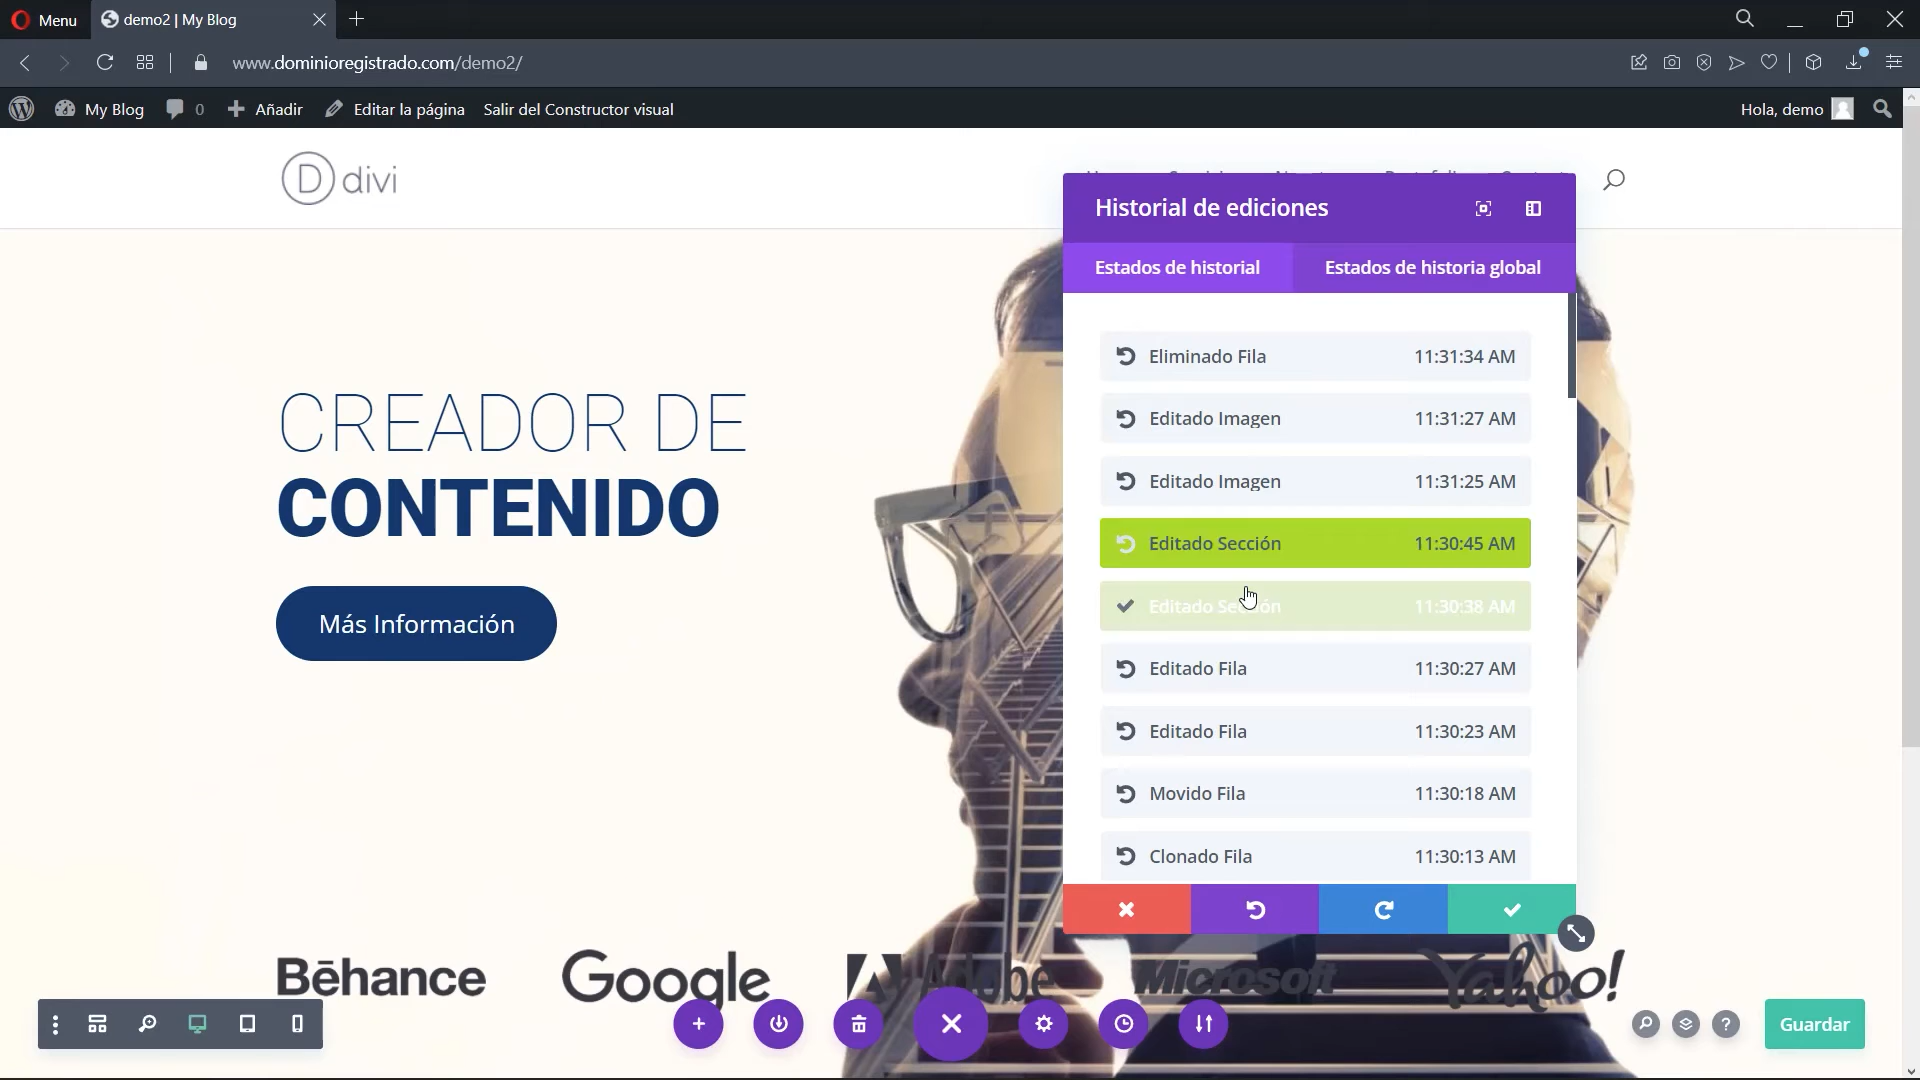 Menu
demo2 | My Blog
www.dominioregistrado.com/demo2/
My Blog
0
Añadir
Editar la página
Salir del Constructor visual
Hola, demo
D divi
Historial de ediciones
Estados de historial
Estados de historia global
Eliminado Fila 11:31:34 AM
Editado Imagen 11:31:27 AM
Editado Imagen 11:31:25 AM
Editado Sección 11:30:45 AM
Editado Sección 11:30:38 AM
Editado Fila 11:30:27 AM
Editado Fila 11:30:23 AM
Movido Fila 11:30:18 AM
Clonado Fila 11:30:13 AM
CREADOR DE
CONTENIDO
Más Información
Bēhance
Google
Adobe
Microsoft
Yahoo!
Guardar